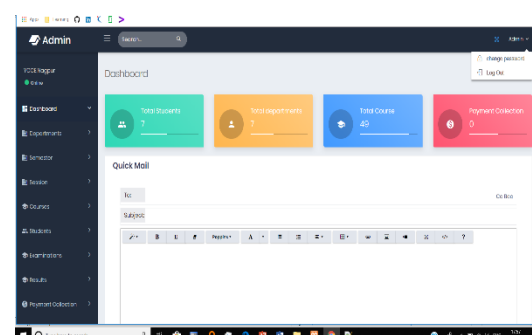 Admin
Search..
Admin
change password
Log Out
YCCE Nagpur
Online
Dashboard
Dashboard
Departments
Semester
Session
Courses
Students
Examinations
Results
Payment Collection
Total Students
7
Total Departments
7
Total Course
49
Payment Collection
0
Quick Mail
To:
Cc Bcc
Subject:
B
U
A